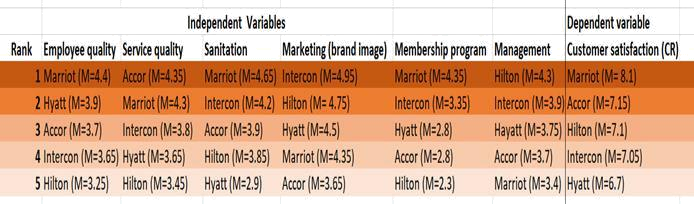 Independent Variables Dependent variable
Rank Employee quality Service quality Sanitation Marketing (brand image) Membership program Management Customer satisfaction (CR)
1 Marriot (M=4.4) Accor (M=4.35) Marriot (M=4.65) Intercon (M=4.95) Marriot (M=4.35) Hilton (M=4.3) Marriot (M= 8.1)
2 Hyatt (M=3.9) Marriot (M=4.3) Intercon (M=4.2) Hilton (M= 4.75) Intercon (M=3.35) Intercon (M=3.9) Accor (M=7.15)
3 Accor (M=3.7) Intercon (M=3.8) Accor (M=3.9) Hyatt (M=4.5) Hyatt (M=2.8) Hayatt (M=3.75) Hilton (M=7.1)
4 Intercon (M=3.65) Hyatt (M=3.65) Hilton (M=3.85) Marriot (M=4.35) Accor (M=2.8) Accor (M=3.7) Intercon (M=7.05)
5 Hilton (M=3.25) Hilton (M=3.45) Hyatt (M=2.9) Accor (M=3.65) Hilton (M=2.3) Marriot (M=3.4) Hyatt (M=6.7)